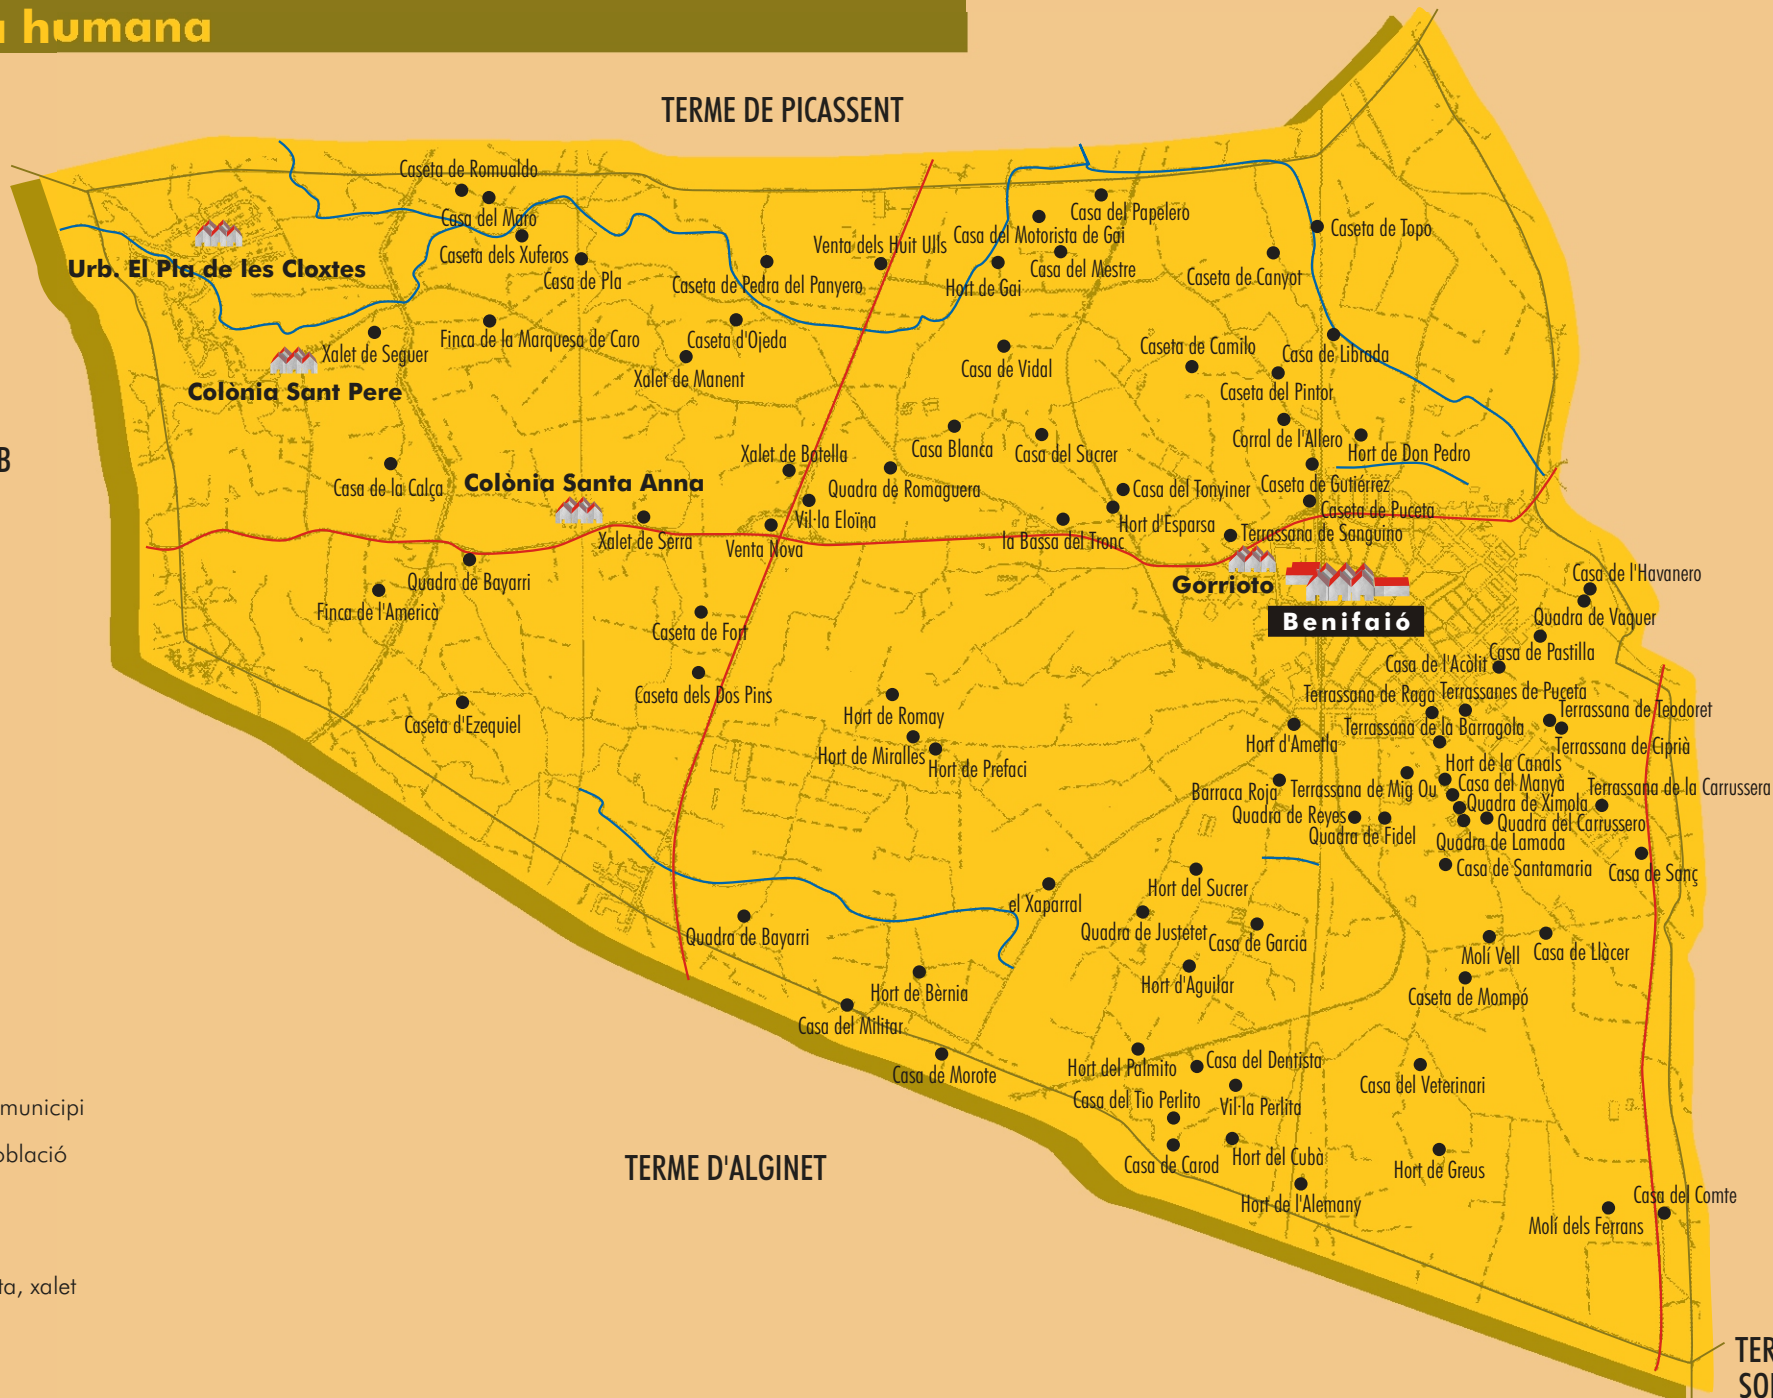 humana
TERME DE PICASSENT
Caseta de Romualdo
Casa del Maró
Caseta dels Xuferos
Casa de Pla
Urb. El Pla de les Cloxtes
Venta dels Huit Ulls
Caseta de Pedra del Panyero
Casa del Papelero
Casa del Motorista de Gai
Casa del Mestre
Hort de Gai
Caseta de Topo
Caseta de Canyot
Finca de la Marquesa de Caro
Caseta d'Ojeda
Xalet de Seguer
Xalet de Manent
Colònia Sant Pere
Casa de Vidal
Caseta de Camilo
Casa de Librada
Caseta del Pintor
Corral de l'Allero
Hort de Don Pedro
Casa Blanca
Casa del Sucrer
Xalet de Botella
B
Casa de la Calça
Colònia Santa Anna
Quadra de Romaguera
Casa del Tonyiner
Caseta de Gutiérrez
Caseta de Puceta
Vil·la Eloïna
Hort d'Esparsa
Terrassana de Sanguino
Xalet de Serra
Venta Nova
la Bassa del Tronc
Quadra de Bayarri
Finca de l'Americà
Gorrioto
Benifaió
Casa de l'Havanero
Quadra de Vaquer
Caseta de Fort
Casa de Pastilla
Casa de l'Acòlit
Caseta dels Dos Pins
Terrassana de Raga
Terrassanes de Puceta
Terrassana de Teodoret
Caseta d'Ezequiel
Hort de Romay
Terrassana de la Barragola
Hort d'Ametla
Terrassana de Ciprià
Hort de Miralles
Hort de Prefaci
Hort de la Canals
Casa del Manyà
Barraca Roja
Terrassana de Mig Ou
Terrassana de la Carrussera
Quadra de Ximola
Quadra de Reyes
Quadra del Carrussero
Quadra de Fidel
Quadra de Lamada
Casa de Santamaria
Casa de Sanç
Hort del Sucrer
el Xaparral
Quadra de Justetet
Casa de Garcia
Quadra de Bayarri
Molí Vell
Casa de Llàcer
Hort d'Aguilar
Hort de Bèrnia
Caseta de Mompó
Casa del Militar
Casa de Morote
Hort del Palmito
Casa del Dentista
Casa del Veterinari
Casa del Tio Perlito
Vil·la Perlita
municipi
oblació
Casa de Carod
Hort del Cubà
Hort de Greus
TERME D'ALGINET
Hort de l'Alemany
Casa del Comte
Molí dels Ferrans
ta, xalet
TER
SO